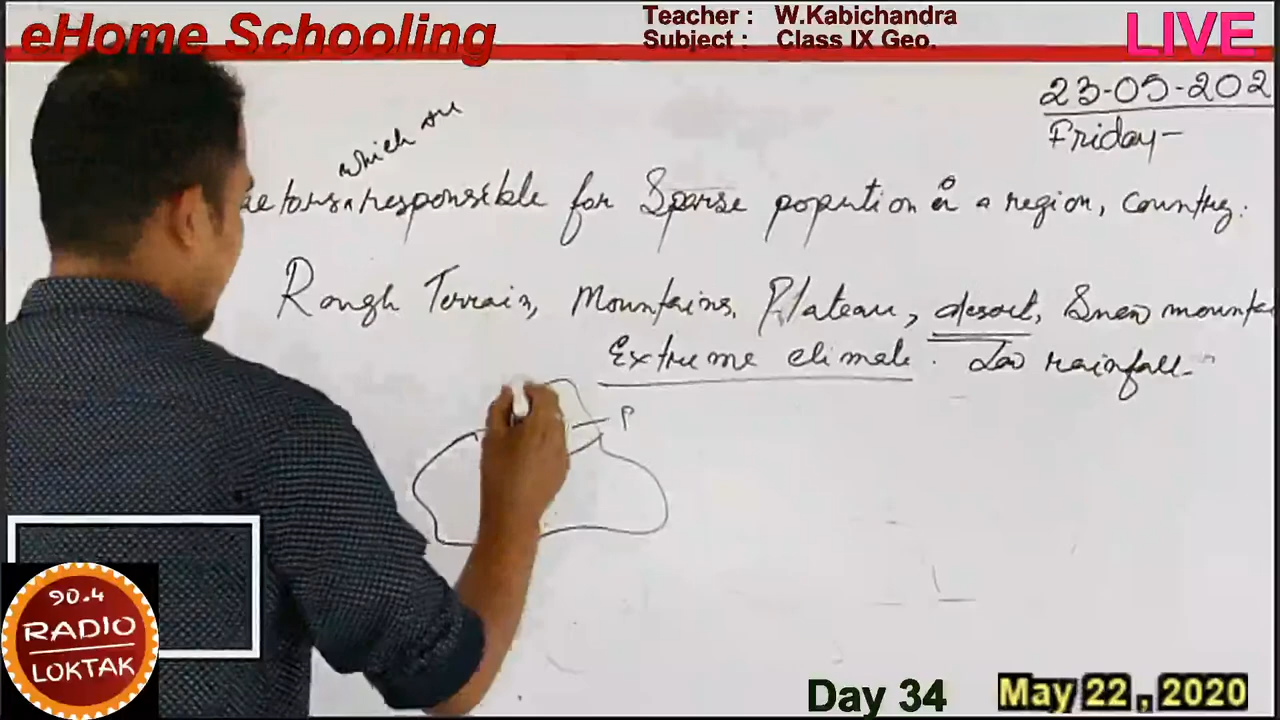 eHome Schooling
Teacher : W.Kabichandra
Subject : Class IX Geo.
LIVE
23-05-202
Friday-
which are
actors responsible for Sparse popution in a region, country.
Rough Terrain, Mountains, Plateau, desert, Snow mounta
Extreme climate. Low rainfall-
P
90.4
RADIO
LOKTAK
Day 34
May 22 , 2020